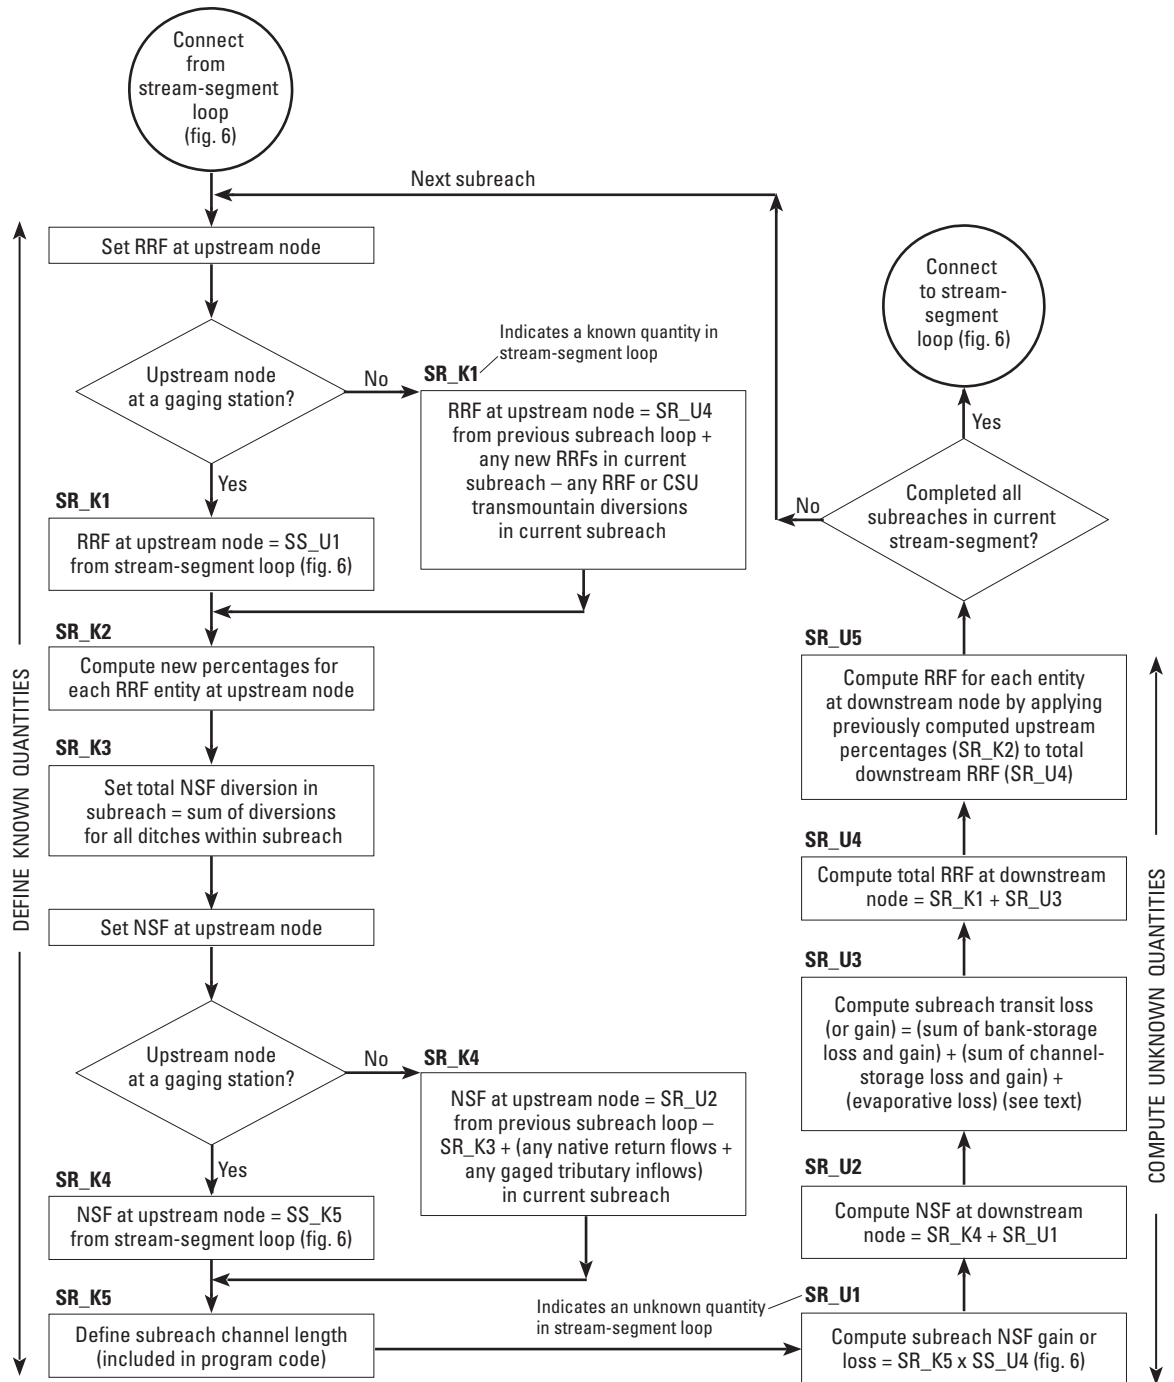 Connect
from
stream-segment
loop
(fig. 6)
Next subreach
Set RRF at upstream node
Upstream node
at a gaging station?
No
Yes
Indicates a known quantity in
stream-segment loop
SR_K1
RRF at upstream node = SR_U4
from previous subreach loop +
any new RRFs in current
subreach – any RRF or CSU
transmountain diversions
in current subreach
SR_K1
RRF at upstream node = SS_U1
from stream-segment loop (fig. 6)
SR_K2
Compute new percentages for
each RRF entity at upstream node
SR_K3
Set total NSF diversion in
subreach = sum of diversions
for all ditches within subreach
Set NSF at upstream node
Upstream node
at a gaging station?
No
Yes
SR_K4
NSF at upstream node = SR_U2
from previous subreach loop –
SR_K3 + (any native return flows +
any gaged tributary inflows)
in current subreach
SR_K4
NSF at upstream node = SS_K5
from stream-segment loop (fig. 6)
SR_K5
Define subreach channel length
(included in program code)
DEFINE KNOWN QUANTITIES
Indicates an unknown quantity
in stream-segment loop
SR_U1
Compute subreach NSF gain or
loss = SR_K5 x SS_U4 (fig. 6)
SR_U2
Compute NSF at downstream
node = SR_K4 + SR_U1
SR_U3
Compute subreach transit loss
(or gain) = (sum of bank-storage
loss and gain) + (sum of channel-
storage loss and gain) +
(evaporative loss) (see text)
SR_U4
Compute total RRF at downstream
node = SR_K1 + SR_U3
SR_U5
Compute RRF for each entity
at downstream node by applying
previously computed upstream
percentages (SR_K2) to total
downstream RRF (SR_U4)
Completed all
subreaches in current
stream-segment?
No
Yes
Connect
to stream-
segment
loop (fig. 6)
COMPUTE UNKNOWN QUANTITIES